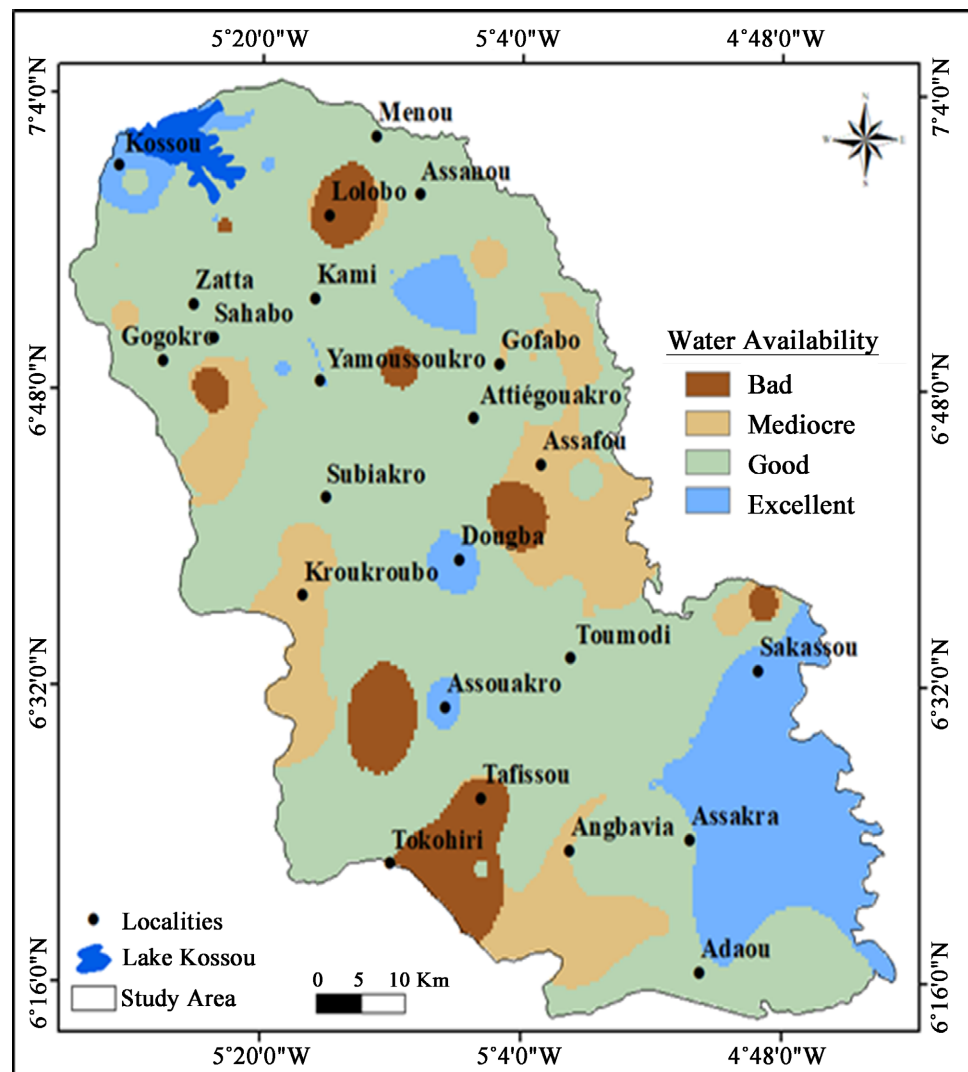 5°20'0"W 5°4'0"W 4°48'0"W
7°4'0"N
7°4'0"N
N
W E
S
Menou
Kossou
Assanou
Lolobo
Zatta
Kami
Sahabo
Gogokro
Gofabo
Yamoussoukro
Attiégouakro
6°48'0"N
6°48'0"N
Water Availability
Bad
Mediocre
Good
Excellent
Assafou
Subiakro
Dougba
Kroukroubo
Toumodi
Sakassou
6°32'0"N
6°32'0"N
Assouakro
Tafissou
Angbavia
Assakra
Tokohiri
Adaou
Localities
Lake Kossou
Study Area
0 5 10 Km
6°16'0"N
6°16'0"N
5°20'0"W 5°4'0"W 4°48'0"W